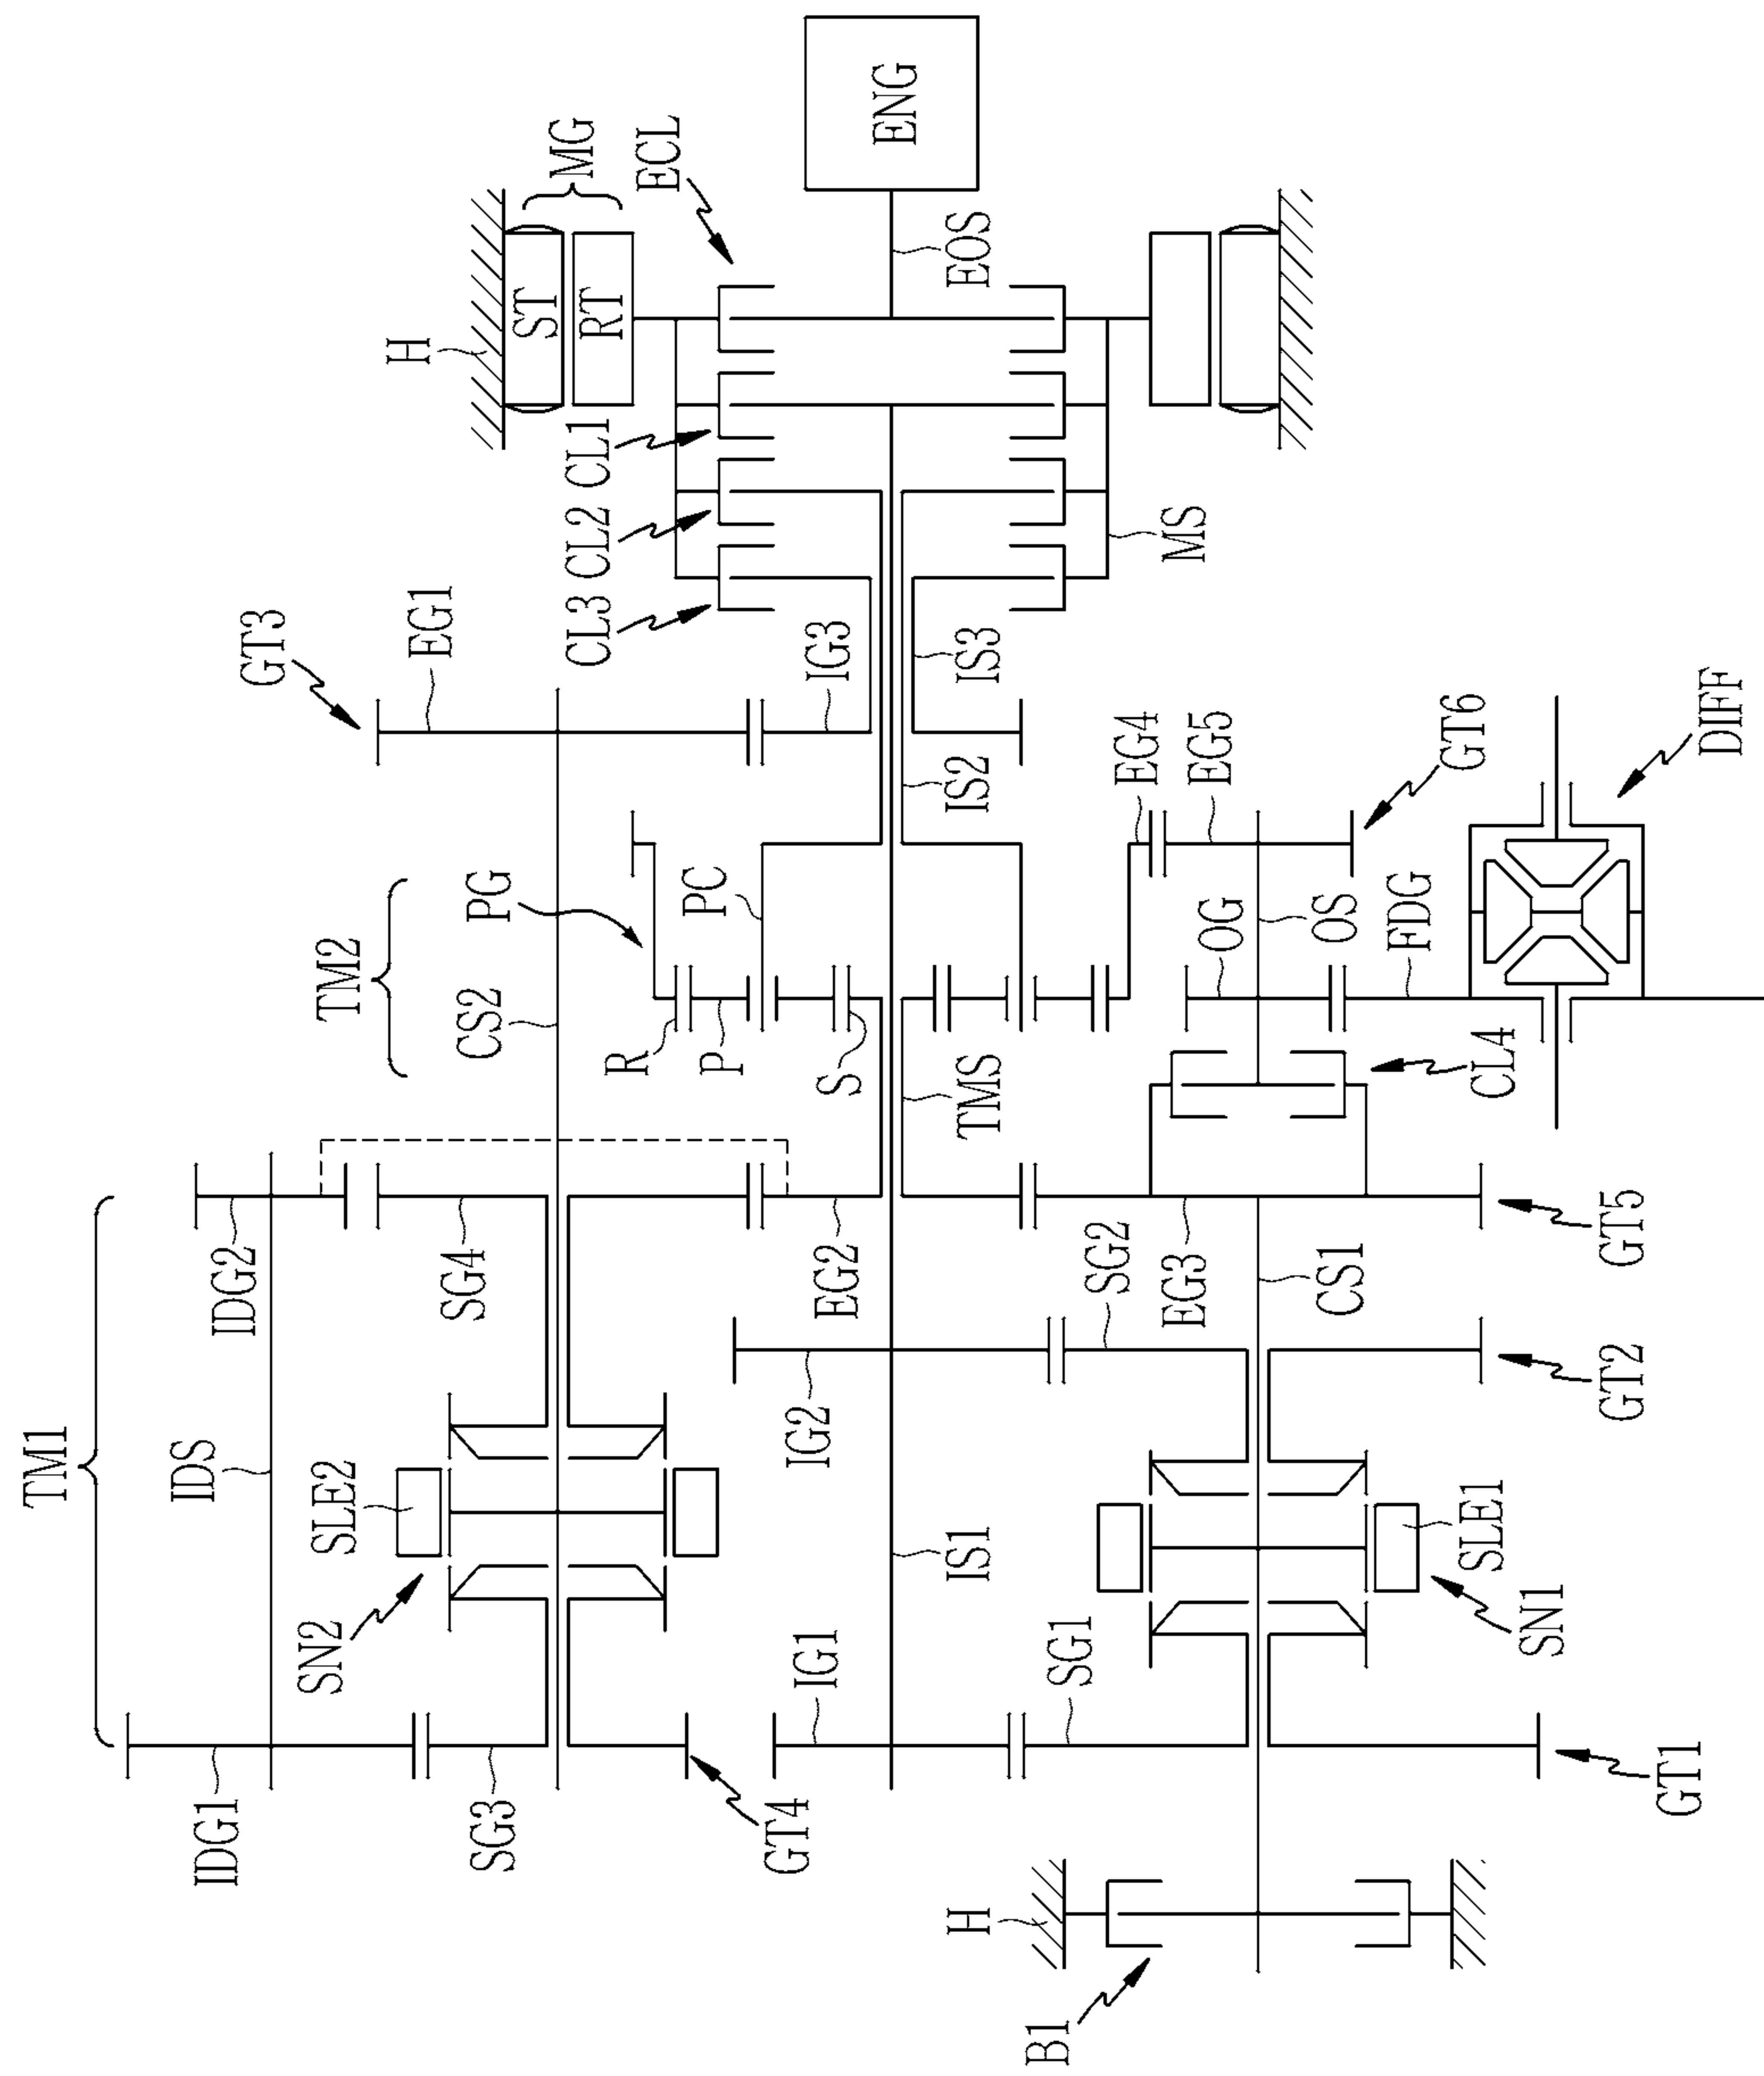 TM1
IDG1
IDS
IDG2
SN2
SLE2
SG3
SG4
GT4
TM2
CS2
PG
R
P
PC
S
GT3
EG1
H
ST
RT
MG
ECL
CL1
CL2
CL3
IG3
ENG
EOS
IG1
IG2
EG2
IS1
TMS
IS2
IS3
MS
H
B1
SG1
SG2
EG3
CS1
SLE1
SN1
GT1
GT2
GT5
CL4
OG
OS
FDG
EG4
EG5
GT6
DIFF